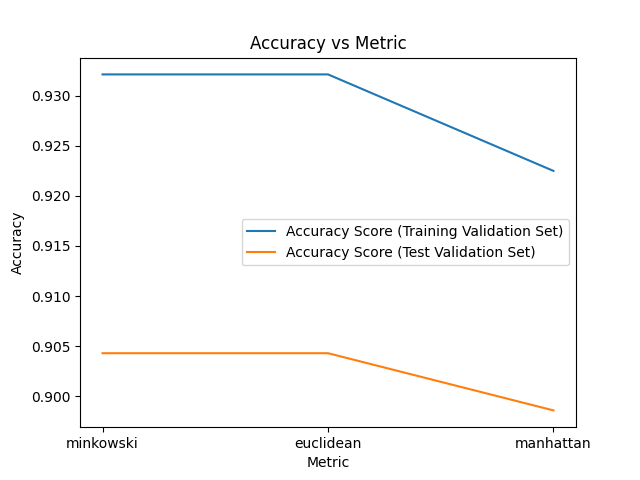 Accuracy vs Metric
0.930
0.925
0.920
0.915
0.910
0.905
0.900
Accuracy
Accuracy Score (Training Validation Set)
Accuracy Score (Test Validation Set)
minkowski
euclidean
manhattan
Metric